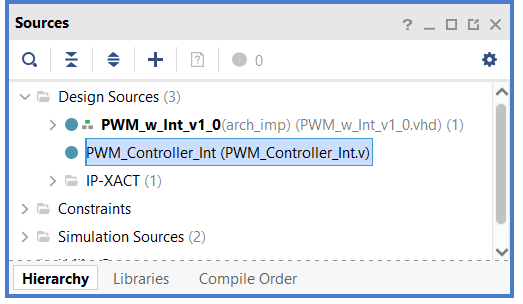 Sources
? _
0
Design Sources (3)
PWM_w_Int_v1_0(arch_imp) (PWM_w_Int_v1_0.vhd) (1)
PWM_Controller_Int (PWM_Controller_Int.v)
IP-XACT (1)
Constraints
Simulation Sources (2)
Hierarchy Libraries Compile Order